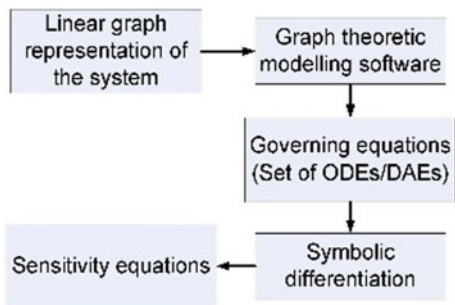 Linear graph
representation of
the system
Graph theoretic
modelling software
Governing equations
(Set of ODEs/DAEs)
Symbolic
differentiation
Sensitivity equations